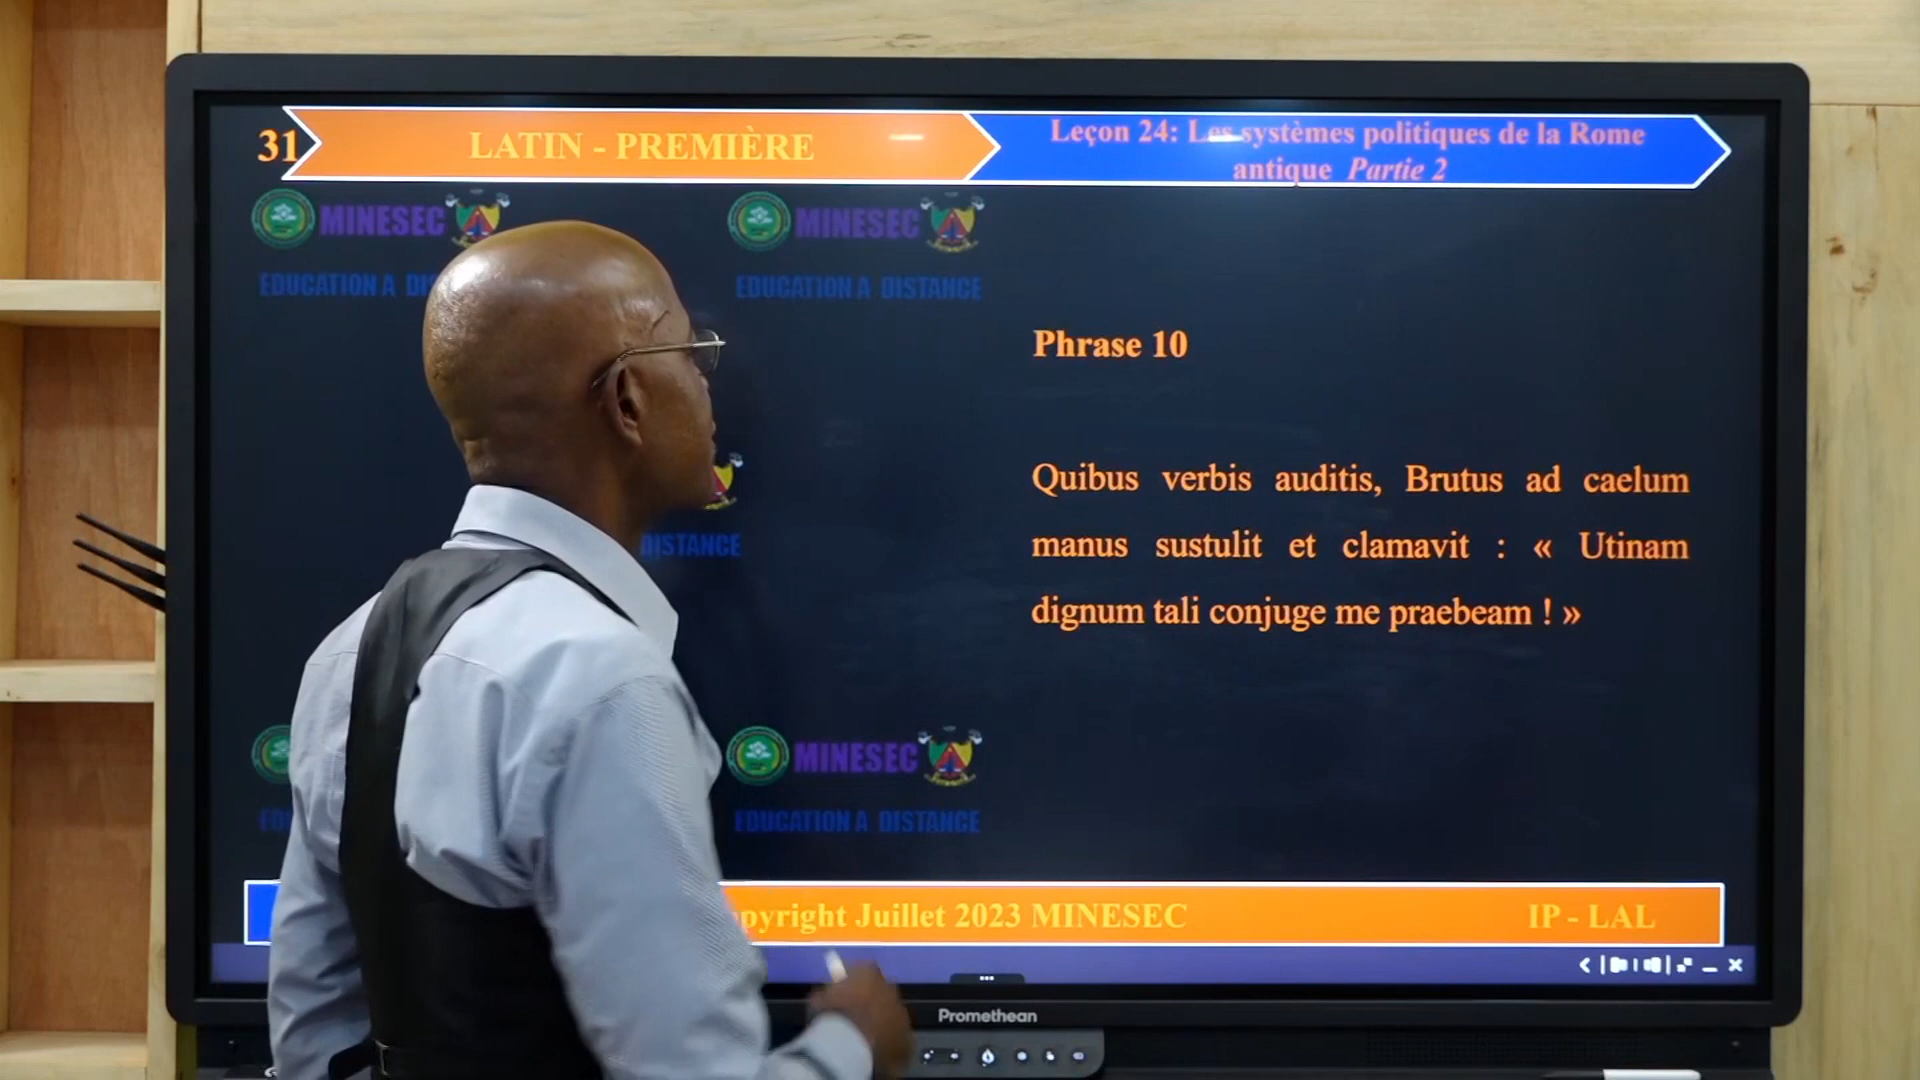 31
LATIN - PREMIÈRE
Leçon 24: Les systèmes politiques de la Rome
antique Partie 2
MINESEC
EDUCATION A
MINESEC
EDUCATION A DISTANCE
Phrase 10
Quibus verbis auditis, Brutus ad caelum
manus sustulit et clamavit : « Utinam
dignum tali conjuge me praebeam ! »
DISTANCE
MINESEC
EDUCATION A DISTANCE
pyright Juillet 2023 MINESEC
IP - LAL
Promethean